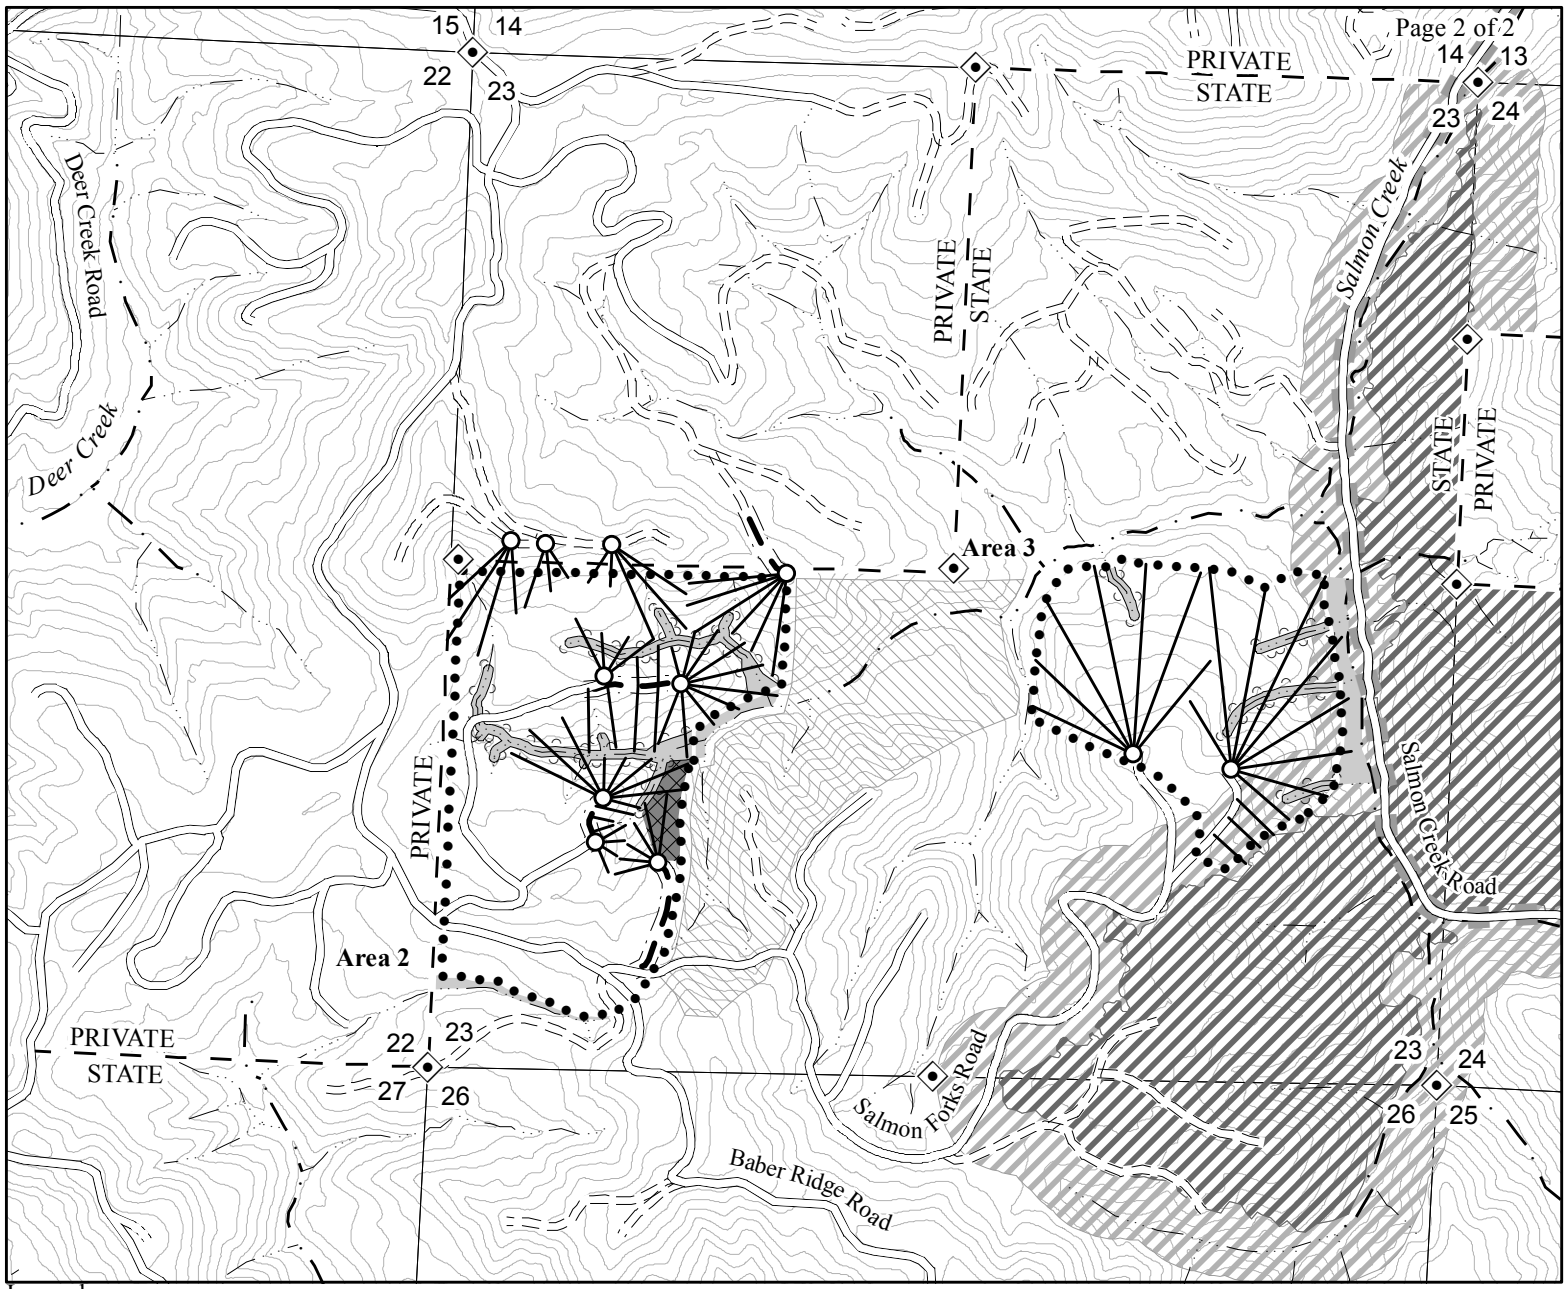 Page 2 of 2
15 14
22 23
14 13
23 24
PRIVATE
STATE
Deer Creek Road
Salmon Creek
PRIVATE
STATE
STATE
PRIVATE
Deer Creek
Area 3
PRIVATE
Salmon Creek Road
Area 2
PRIVATE
STATE
22 23
27 26
Salmon Forks Road
23 24
26 25
Baber Ridge Road